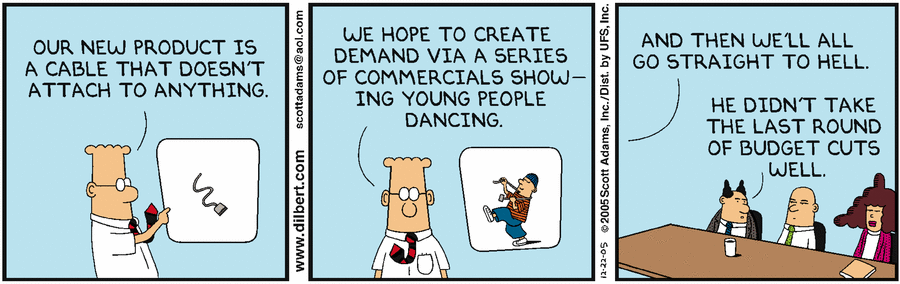 OUR NEW PRODUCT IS
A CABLE THAT DOESN'T
ATTACH TO ANYTHING.
www.dilbert.com
scottadams@aol.com
WE HOPE TO CREATE
DEMAND VIA A SERIES
OF COMMERCIALS SHOW-
ING YOUNG PEOPLE
DANCING.
12-22-05 © 2005 Scott Adams, Inc./Dist. by UFS, Inc.
AND THEN WE'LL ALL
GO STRAIGHT TO HELL.
HE DIDN'T TAKE
THE LAST ROUND
OF BUDGET CUTS
WELL.